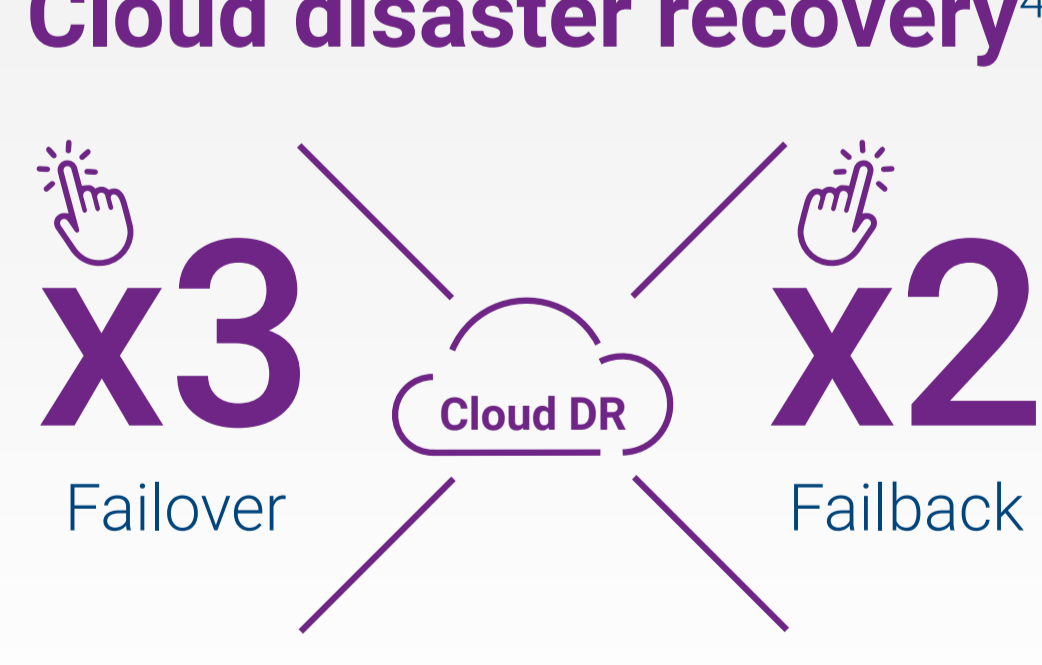 Cloud disaster recovery⁴
x3
Cloud DR
x2
Failover
Failback